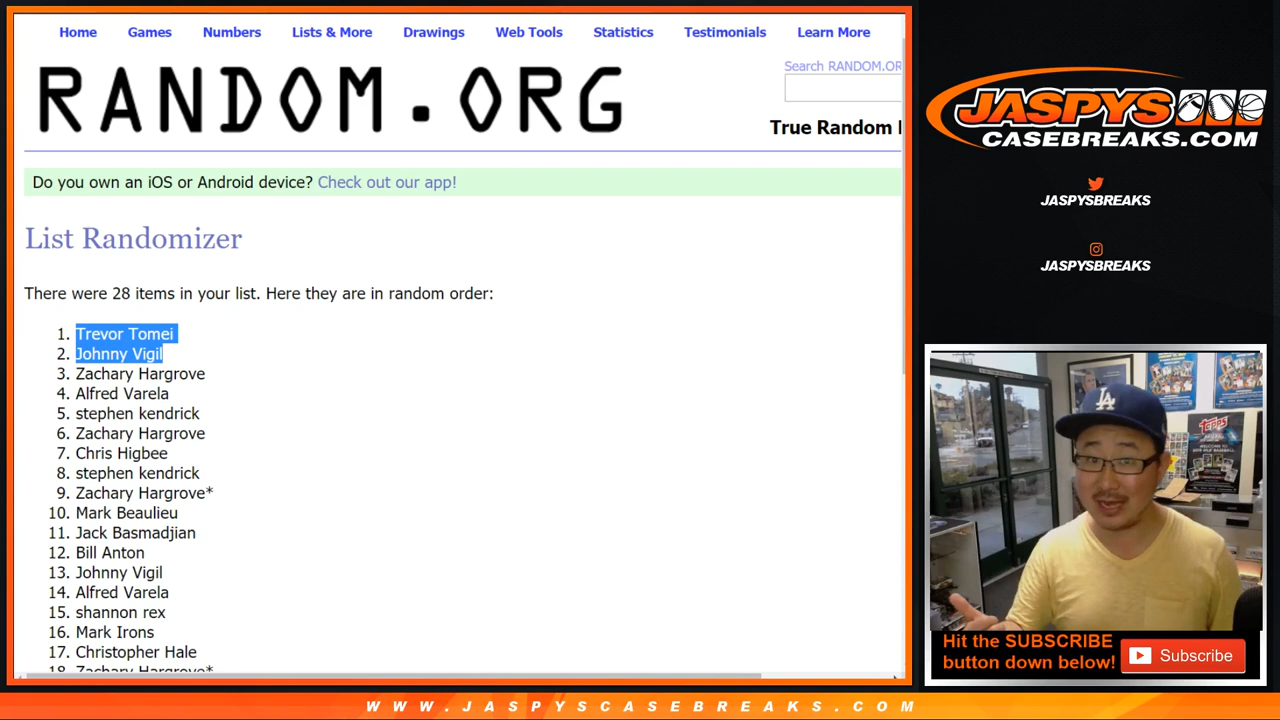 Home Games Numbers Lists & More Drawings Web Tools Statistics Testimonials Learn More
RANDOM.ORG
Search RANDOM.OR
True Random
Do you own an iOS or Android device? Check out our app!
List Randomizer
There were 28 items in your list. Here they are in random order:
1. Trevor Tomei
2. Johnny Vigil
3. Zachary Hargrove
4. Alfred Varela
5. stephen kendrick
6. Zachary Hargrove
7. Chris Higbee
8. stephen kendrick
9. Zachary Hargrove*
10. Mark Beaulieu
11. Jack Basmadjian
12. Bill Anton
13. Johnny Vigil
14. Alfred Varela
15. shannon rex
16. Mark Irons
17. Christopher Hale
18. Zachary Hargrove*
JASPYS
CASEBREAKS.COM
JASPYSBREAKS
JASPYSBREAKS
LA
TOPPS
Hit the SUBSCRIBE
button down below!
Subscribe
WWW.JASPYSCASEBREAKS.COM